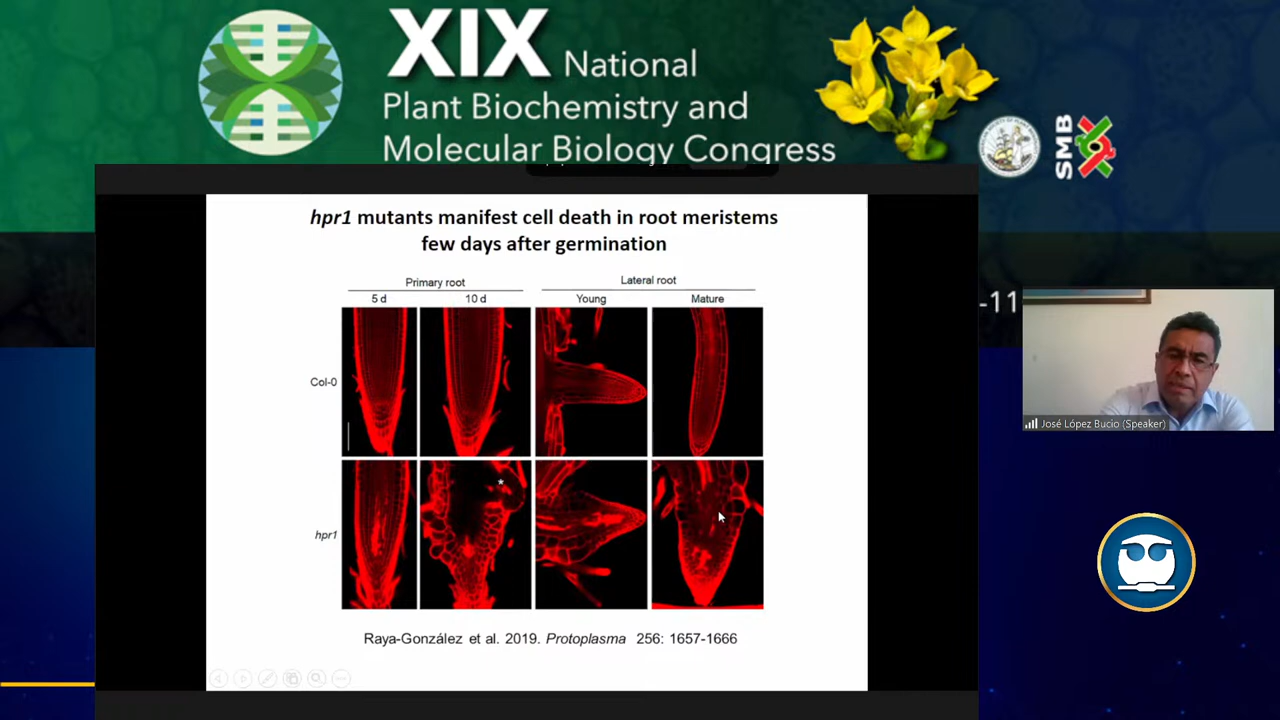 XIX National
Plant Biochemistry and
Molecular Biology Congress
SMB
hpr1 mutants manifest cell death in root meristems
few days after germination
Primary root
Lateral root
5 d
10 d
Young
Mature
Col-0
*
hpr1
Raya-González et al. 2019. Protoplasma 256: 1657-1666
-11
José López Bucio (Speaker)